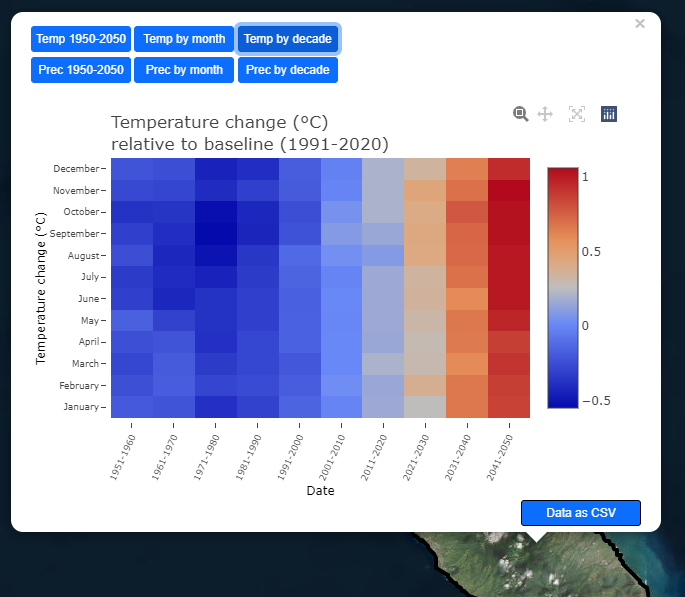 ×
Temp 1950-2050 Temp by month Temp by decade
Prec 1950-2050 Prec by month Prec by decade
Temperature change (°C)
relative to baseline (1991-2020)
Temperature change (°C)
December
November
October
September
August
July
June
May
April
March
February
January
1
0.5
0
−0.5
1951-1960
1961-1970
1971-1980
1981-1990
1991-2000
2001-2010
2011-2020
2021-2030
2031-2040
2041-2050
Date
Data as CSV